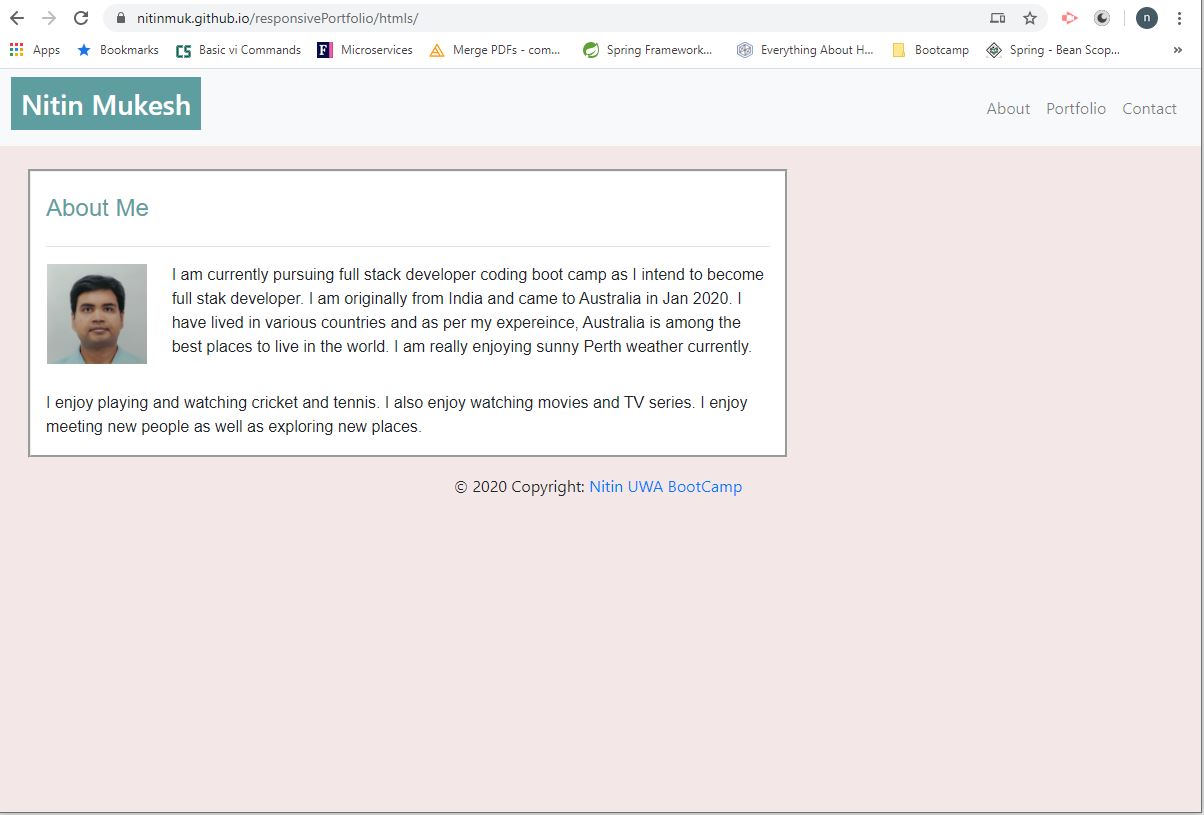 nitinmuk.github.io/responsivePortfolio/htmls/
n
Apps Bookmarks Basic vi Commands Microservices Merge PDFs - com... Spring Framework... Everything About H... Bootcamp Spring - Bean Scop... »
Nitin Mukesh
About Portfolio Contact
About Me
I am currently pursuing full stack developer coding boot camp as I intend to become
full stak developer. I am originally from India and came to Australia in Jan 2020. I
have lived in various countries and as per my expereince, Australia is among the
best places to live in the world. I am really enjoying sunny Perth weather currently.
I enjoy playing and watching cricket and tennis. I also enjoy watching movies and TV series. I enjoy
meeting new people as well as exploring new places.
© 2020 Copyright: Nitin UWA BootCamp